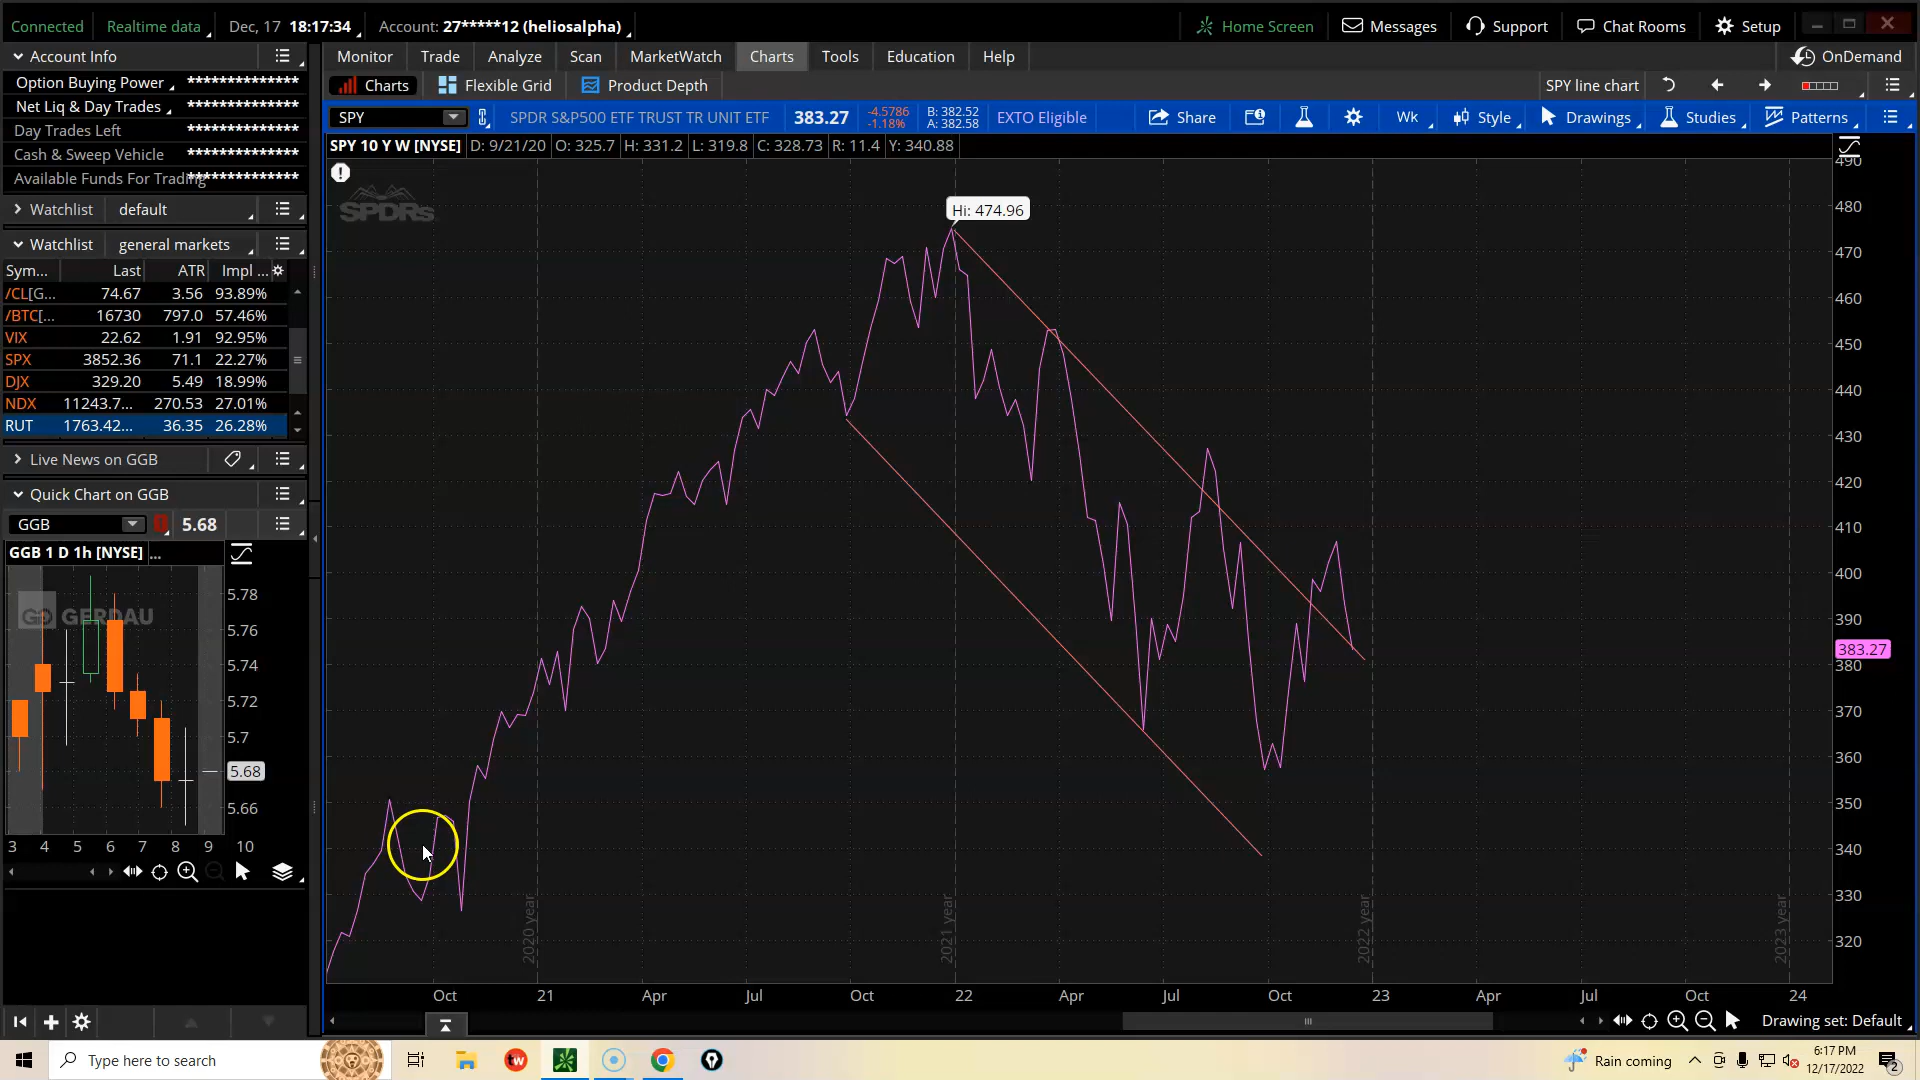 Connected Realtime data Dec, 17 18:17:34 Account: 27*****12 (heliosalpha) Home Screen Messages Support Chat Rooms Setup
Account Info
Option Buying Power **************
Net Liq & Day Trades **************
Day Trades Left **************
Cash & Sweep Vehicle **************
Available Funds For Trading **************
Watchlist default
Watchlist general markets
Sym... Last ATR Impl ...
/CL[G... 74.67 3.56 93.89%
/BTC[... 16730 797.0 57.46%
VIX 22.62 1.91 92.95%
SPX 3852.36 71.1 22.27%
DJX 329.20 5.49 18.99%
NDX 11243.7... 270.53 27.01%
RUT 1763.42... 36.35 26.28%
Live News on GGB
Quick Chart on GGB
GGB 5.68
GGB 1 D 1h [NYSE] ...
GERDAU
5.78
5.76
5.74
5.72
5.7
5.68
5.66
3 4 5 6 7 8 9 10
Monitor Trade Analyze Scan MarketWatch Charts Tools Education Help OnDemand
Charts Flexible Grid Product Depth SPY line chart
SPY SPDR S&P500 ETF TRUST TR UNIT ETF 383.27 -4.5786 -1.18% B: 382.52 A: 382.58 EXTO Eligible Share Wk Style Drawings Studies Patterns
SPY 10 Y W [NYSE] D: 9/21/20 O: 325.7 H: 331.2 L: 319.8 C: 328.73 R: 11.4 Y: 340.88
SPDRs
Hi: 474.96
490
480
470
460
450
440
430
420
410
400
390
383.27
380
370
360
350
340
330
320
2020 year 2021 year 2022 year 2023 year
Oct 21 Apr Jul Oct 22 Apr Jul Oct 23 Apr Jul Oct 24
Drawing set: Default
Type here to search
tw
Rain coming
6:17 PM
12/17/2022
2